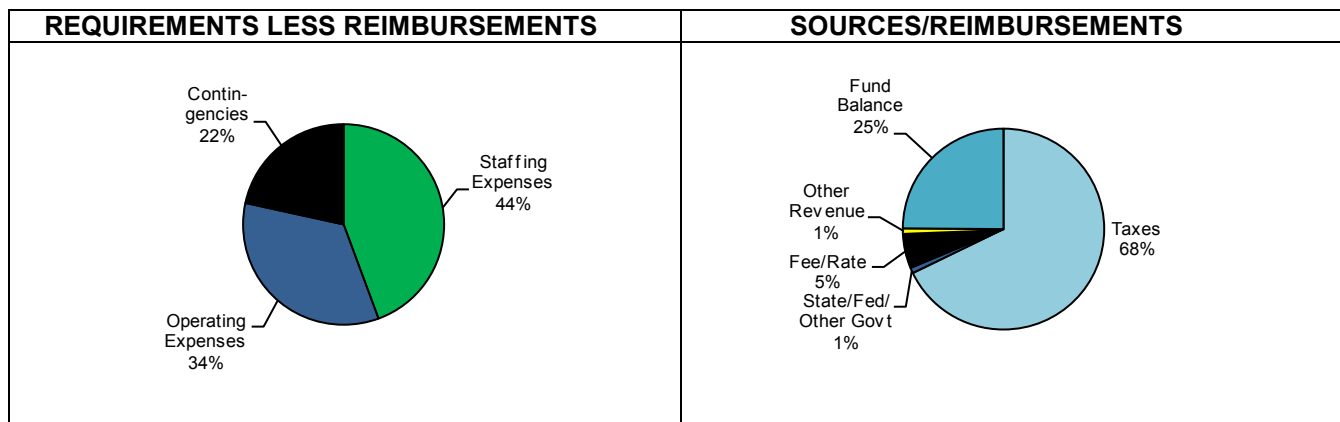 REQUIREMENTS LESS REIMBURSEMENTS
Contin-
gencies
22%
Staffing
Expenses
44%
Operating
Expenses
34%
SOURCES/REIMBURSEMENTS
Fund
Balance
25%
Other
Revenue
1%
Fee/Rate
5%
State/Fed/
Other Govt
1%
Taxes
68%